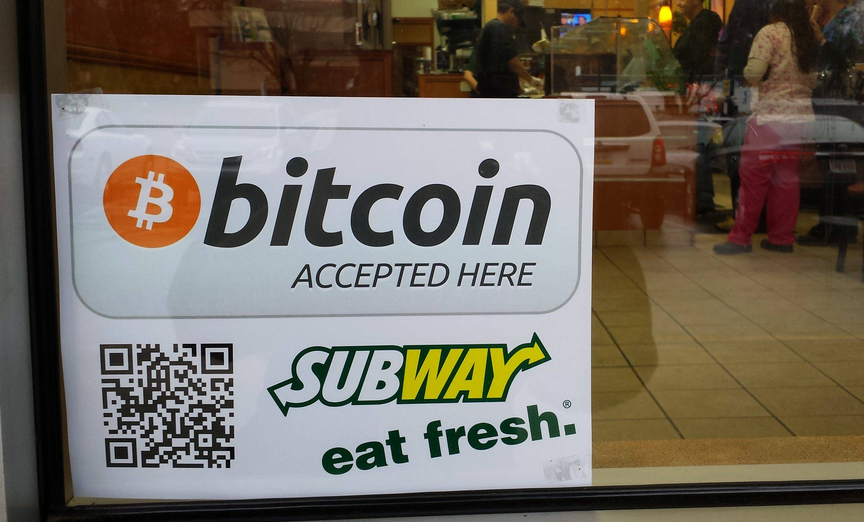 bitcoin
ACCEPTED HERE
SUBWAY
eat fresh.®